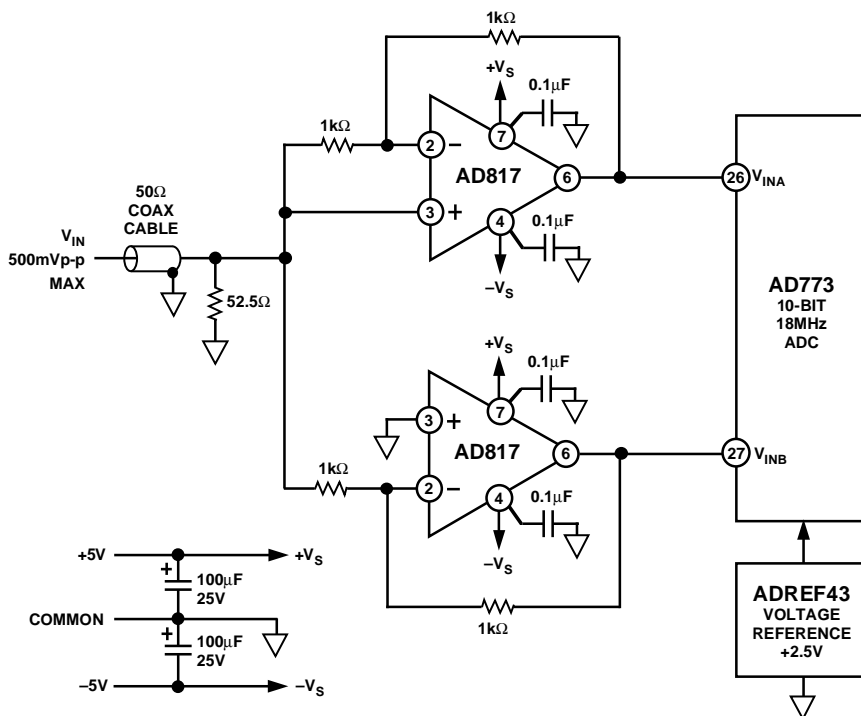 1kΩ
+VS
0.1µF
1kΩ
7
2
−
AD817
6
26
VINA
50Ω
COAX
CABLE
3
+
4
0.1µF
VIN
500mVp-p
MAX
−VS
52.5Ω
AD773
10-BIT
18MHz
ADC
+VS
0.1µF
7
3
+
AD817
6
27
VINB
1kΩ
2
−
4
0.1µF
−VS
+5V
+VS
+
100µF
25V
COMMON
+
100µF
25V
−5V
−VS
1kΩ
ADREF43
VOLTAGE
REFERENCE
+2.5V